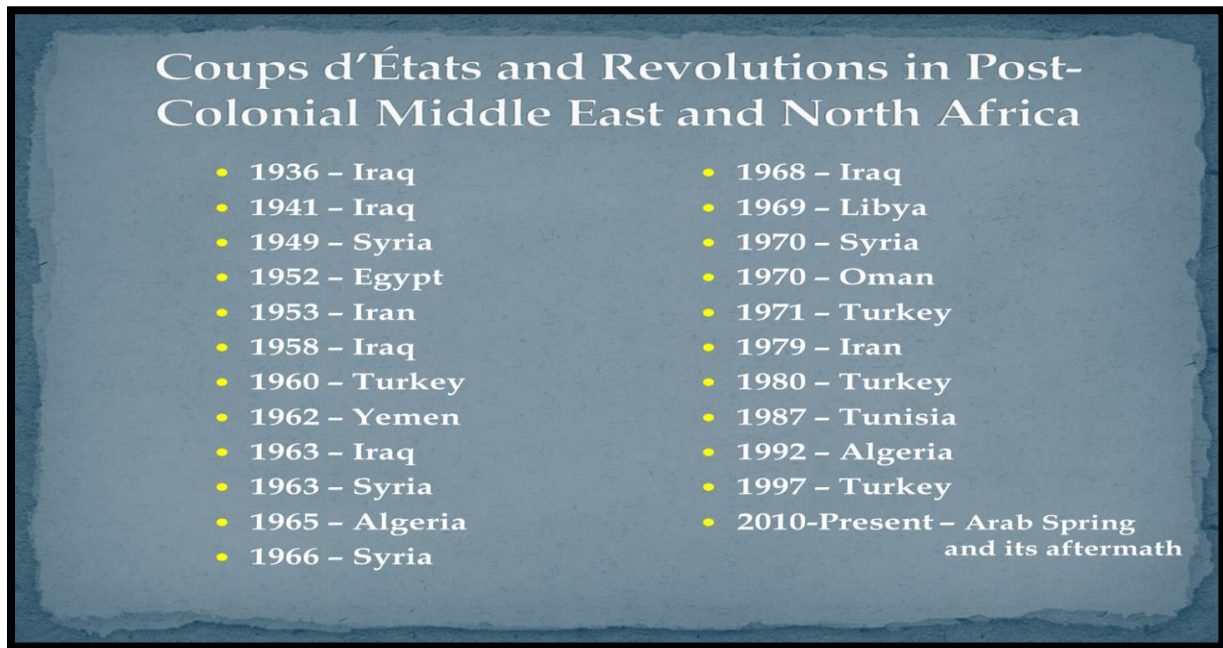 Coups d’États and Revolutions in Post-
Colonial Middle East and North Africa
• 1936 – Iraq
• 1941 – Iraq
• 1949 – Syria
• 1952 – Egypt
• 1953 – Iran
• 1958 – Iraq
• 1960 – Turkey
• 1962 – Yemen
• 1963 – Iraq
• 1963 – Syria
• 1965 – Algeria
• 1966 – Syria
• 1968 – Iraq
• 1969 – Libya
• 1970 – Syria
• 1970 – Oman
• 1971 – Turkey
• 1979 – Iran
• 1980 – Turkey
• 1987 – Tunisia
• 1992 – Algeria
• 1997 – Turkey
• 2010-Present – Arab Spring
and its aftermath